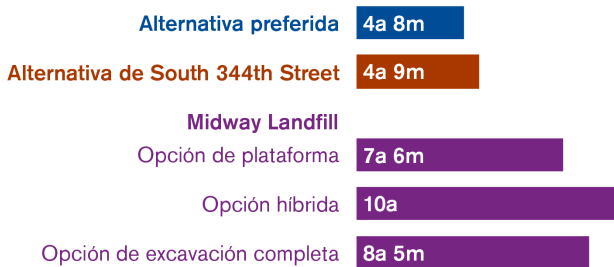 Alternativa preferida 4a 8m
Alternativa de South 344th Street 4a 9m
Midway Landfill
Opción de plataforma 7a 6m
Opción híbrida 10a
Opción de excavación completa 8a 5m